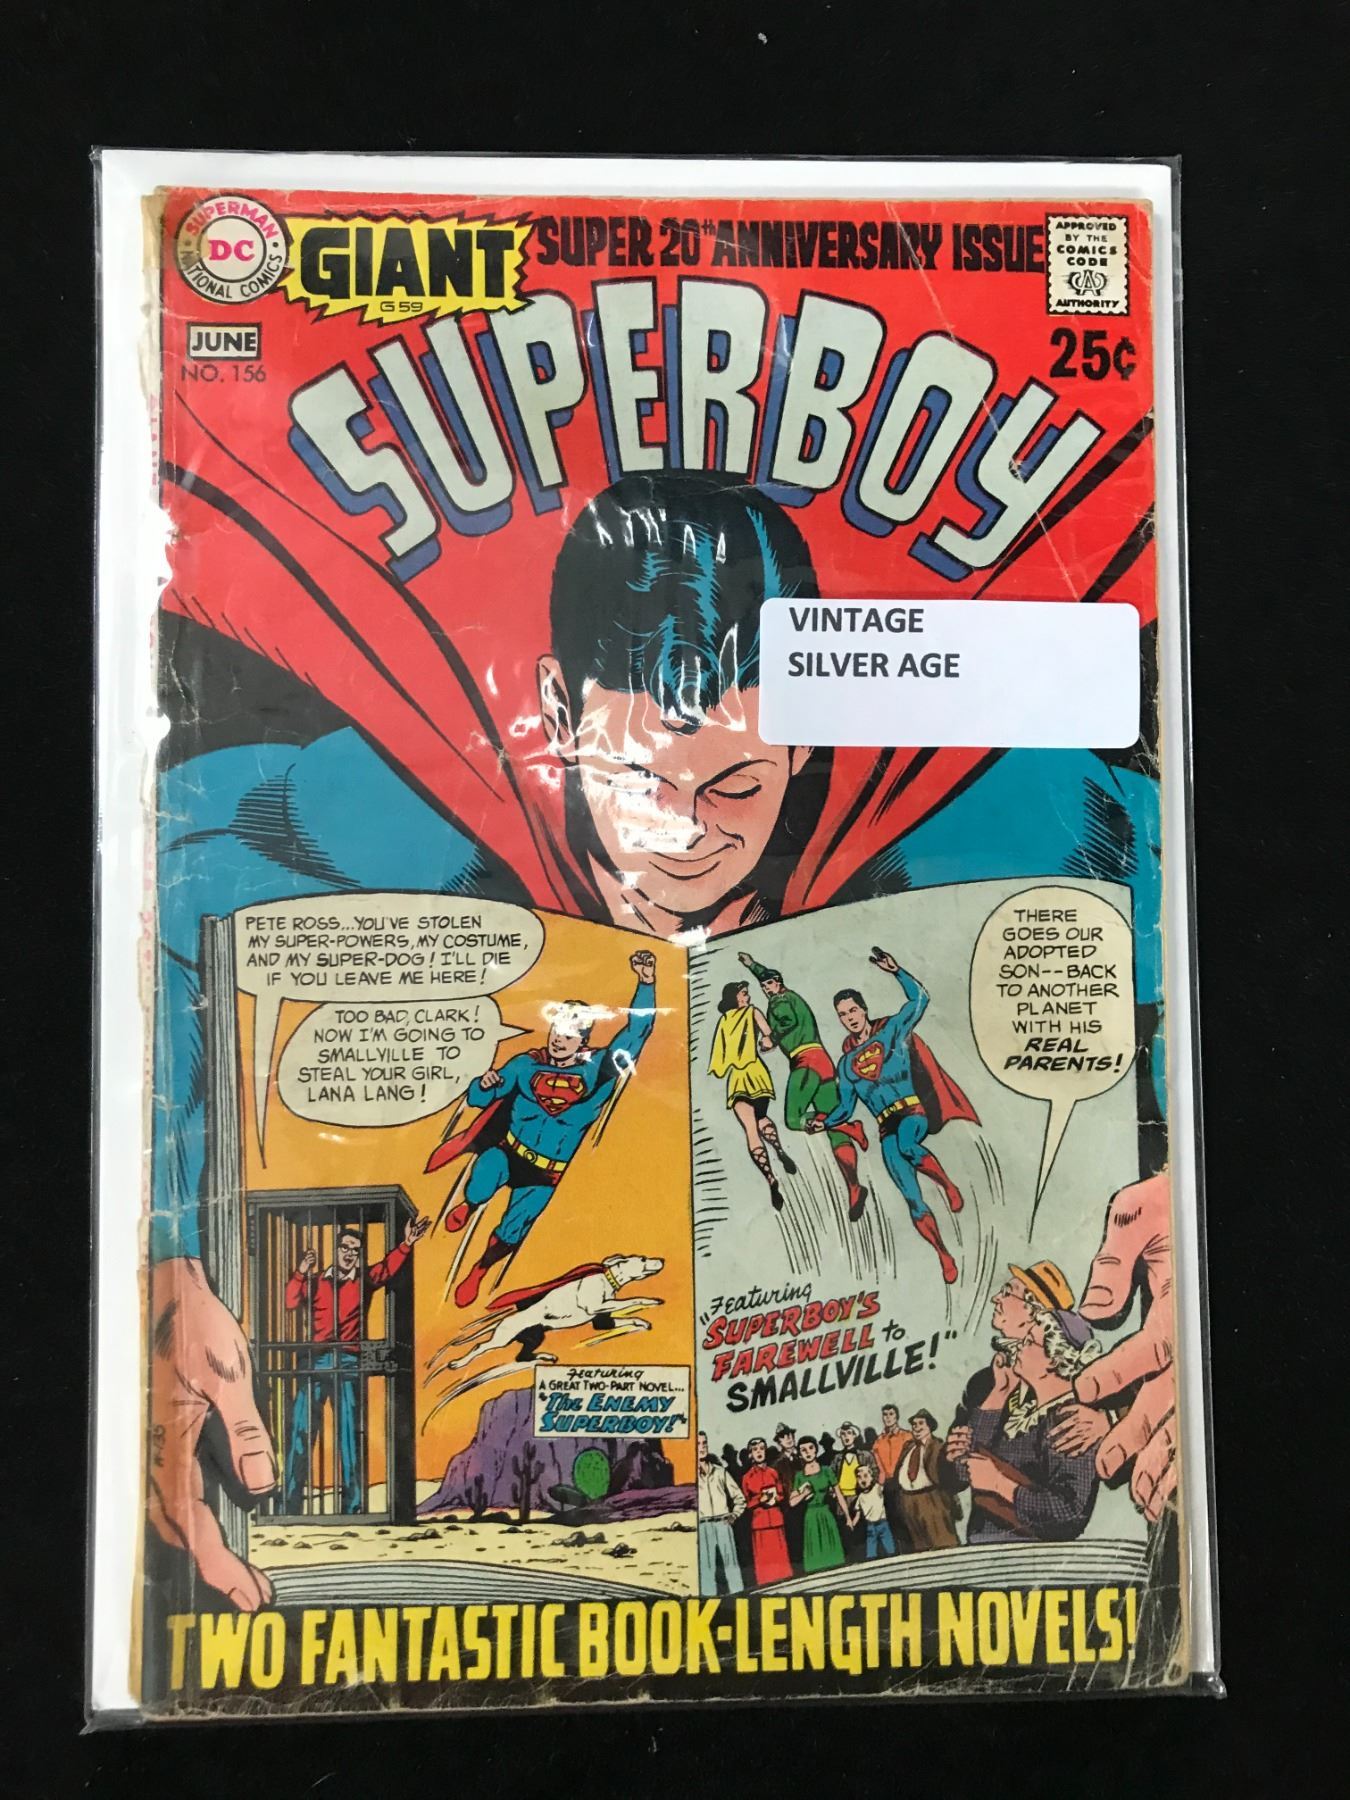 SUPERMAN
DC
NATIONAL COMICS
GIANT
G59
SUPER 20th ANNIVERSARY ISSUE
APPROVED
BY THE
COMICS
CODE
CA
AUTHORITY
JUNE
NO. 156
25¢
SUPERBOY
VINTAGE
SILVER AGE
PETE ROSS...YOU'VE STOLEN
MY SUPER-POWERS, MY COSTUME,
AND MY SUPER-DOG! I'LL DIE
IF YOU LEAVE ME HERE!
TOO BAD, CLARK!
NOW I'M GOING TO
SMALLVILLE TO
STEAL YOUR GIRL,
LANA LANG!
Featuring
A GREAT TWO-PART NOVEL...
"The ENEMY
SUPERBOY!"
THERE
GOES OUR
ADOPTED
SON--BACK
TO ANOTHER
PLANET
WITH HIS
REAL
PARENTS!
Featuring
"SUPERBOY'S
FAREWELL to
SMALLVILLE!"
TWO FANTASTIC BOOK-LENGTH NOVELS!